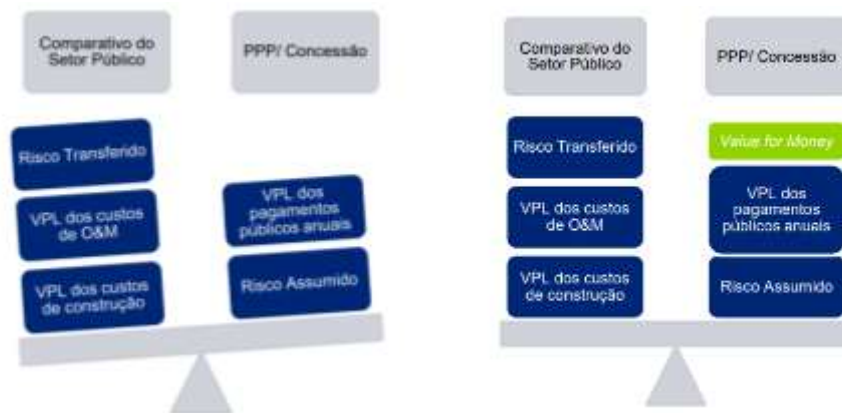 Comparativo do
Setor Público
PPP/ Concessão
Risco Transferido
VPL dos custos
de O&M
VPL dos custos
de construção
VPL dos
pagamentos
públicos anuais
Risco Assumido
Comparativo do
Setor Público
PPP/ Concessão
Risco Transferido
VPL dos custos
de O&M
VPL dos custos
de construção
Value for Money
VPL dos
pagamentos
públicos anuais
Risco Assumido